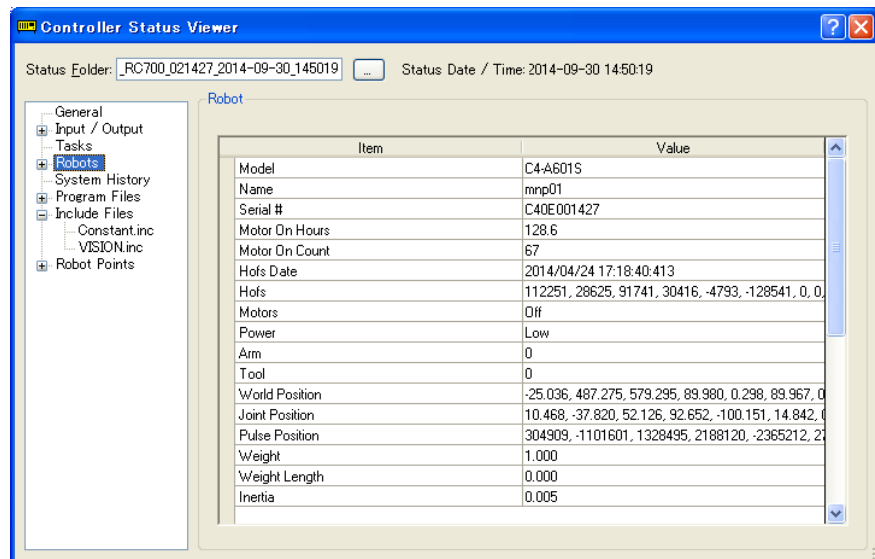 Controller Status Viewer
Status Folder: _RC700_021427_2014-09-30_145019 ... Status Date / Time: 2014-09-30 14:50:19
General
Input / Output
Tasks
Robots
System History
Program Files
Include Files
Constant.inc
VISION.inc
Robot Points
Robot
Item Value
Model C4-A601S
Name mnp01
Serial # C40E001427
Motor On Hours 128.6
Motor On Count 67
Hofs Date 2014/04/24 17:18:40:413
Hofs 112251, 28625, 91741, 30416, -4793, -128541, 0, 0,
Motors Off
Power Low
Arm 0
Tool 0
World Position -25.036, 487.275, 579.295, 89.980, 0.298, 89.967, 0
Joint Position 10.468, -37.820, 52.126, 92.652, -100.151, 14.842,
Pulse Position 304909, -1101601, 1328495, 2188120, -2365212,
Weight 1.000
Weight Length 0.000
Inertia 0.005